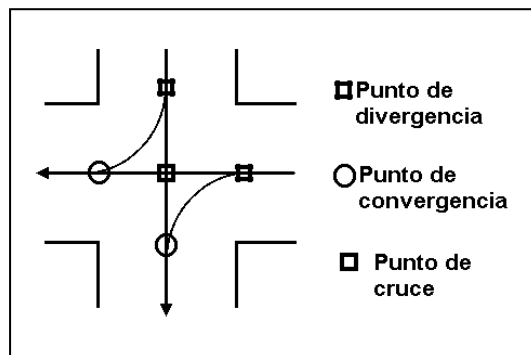 Punto de
divergencia
Punto de
convergencia
Punto de
cruce